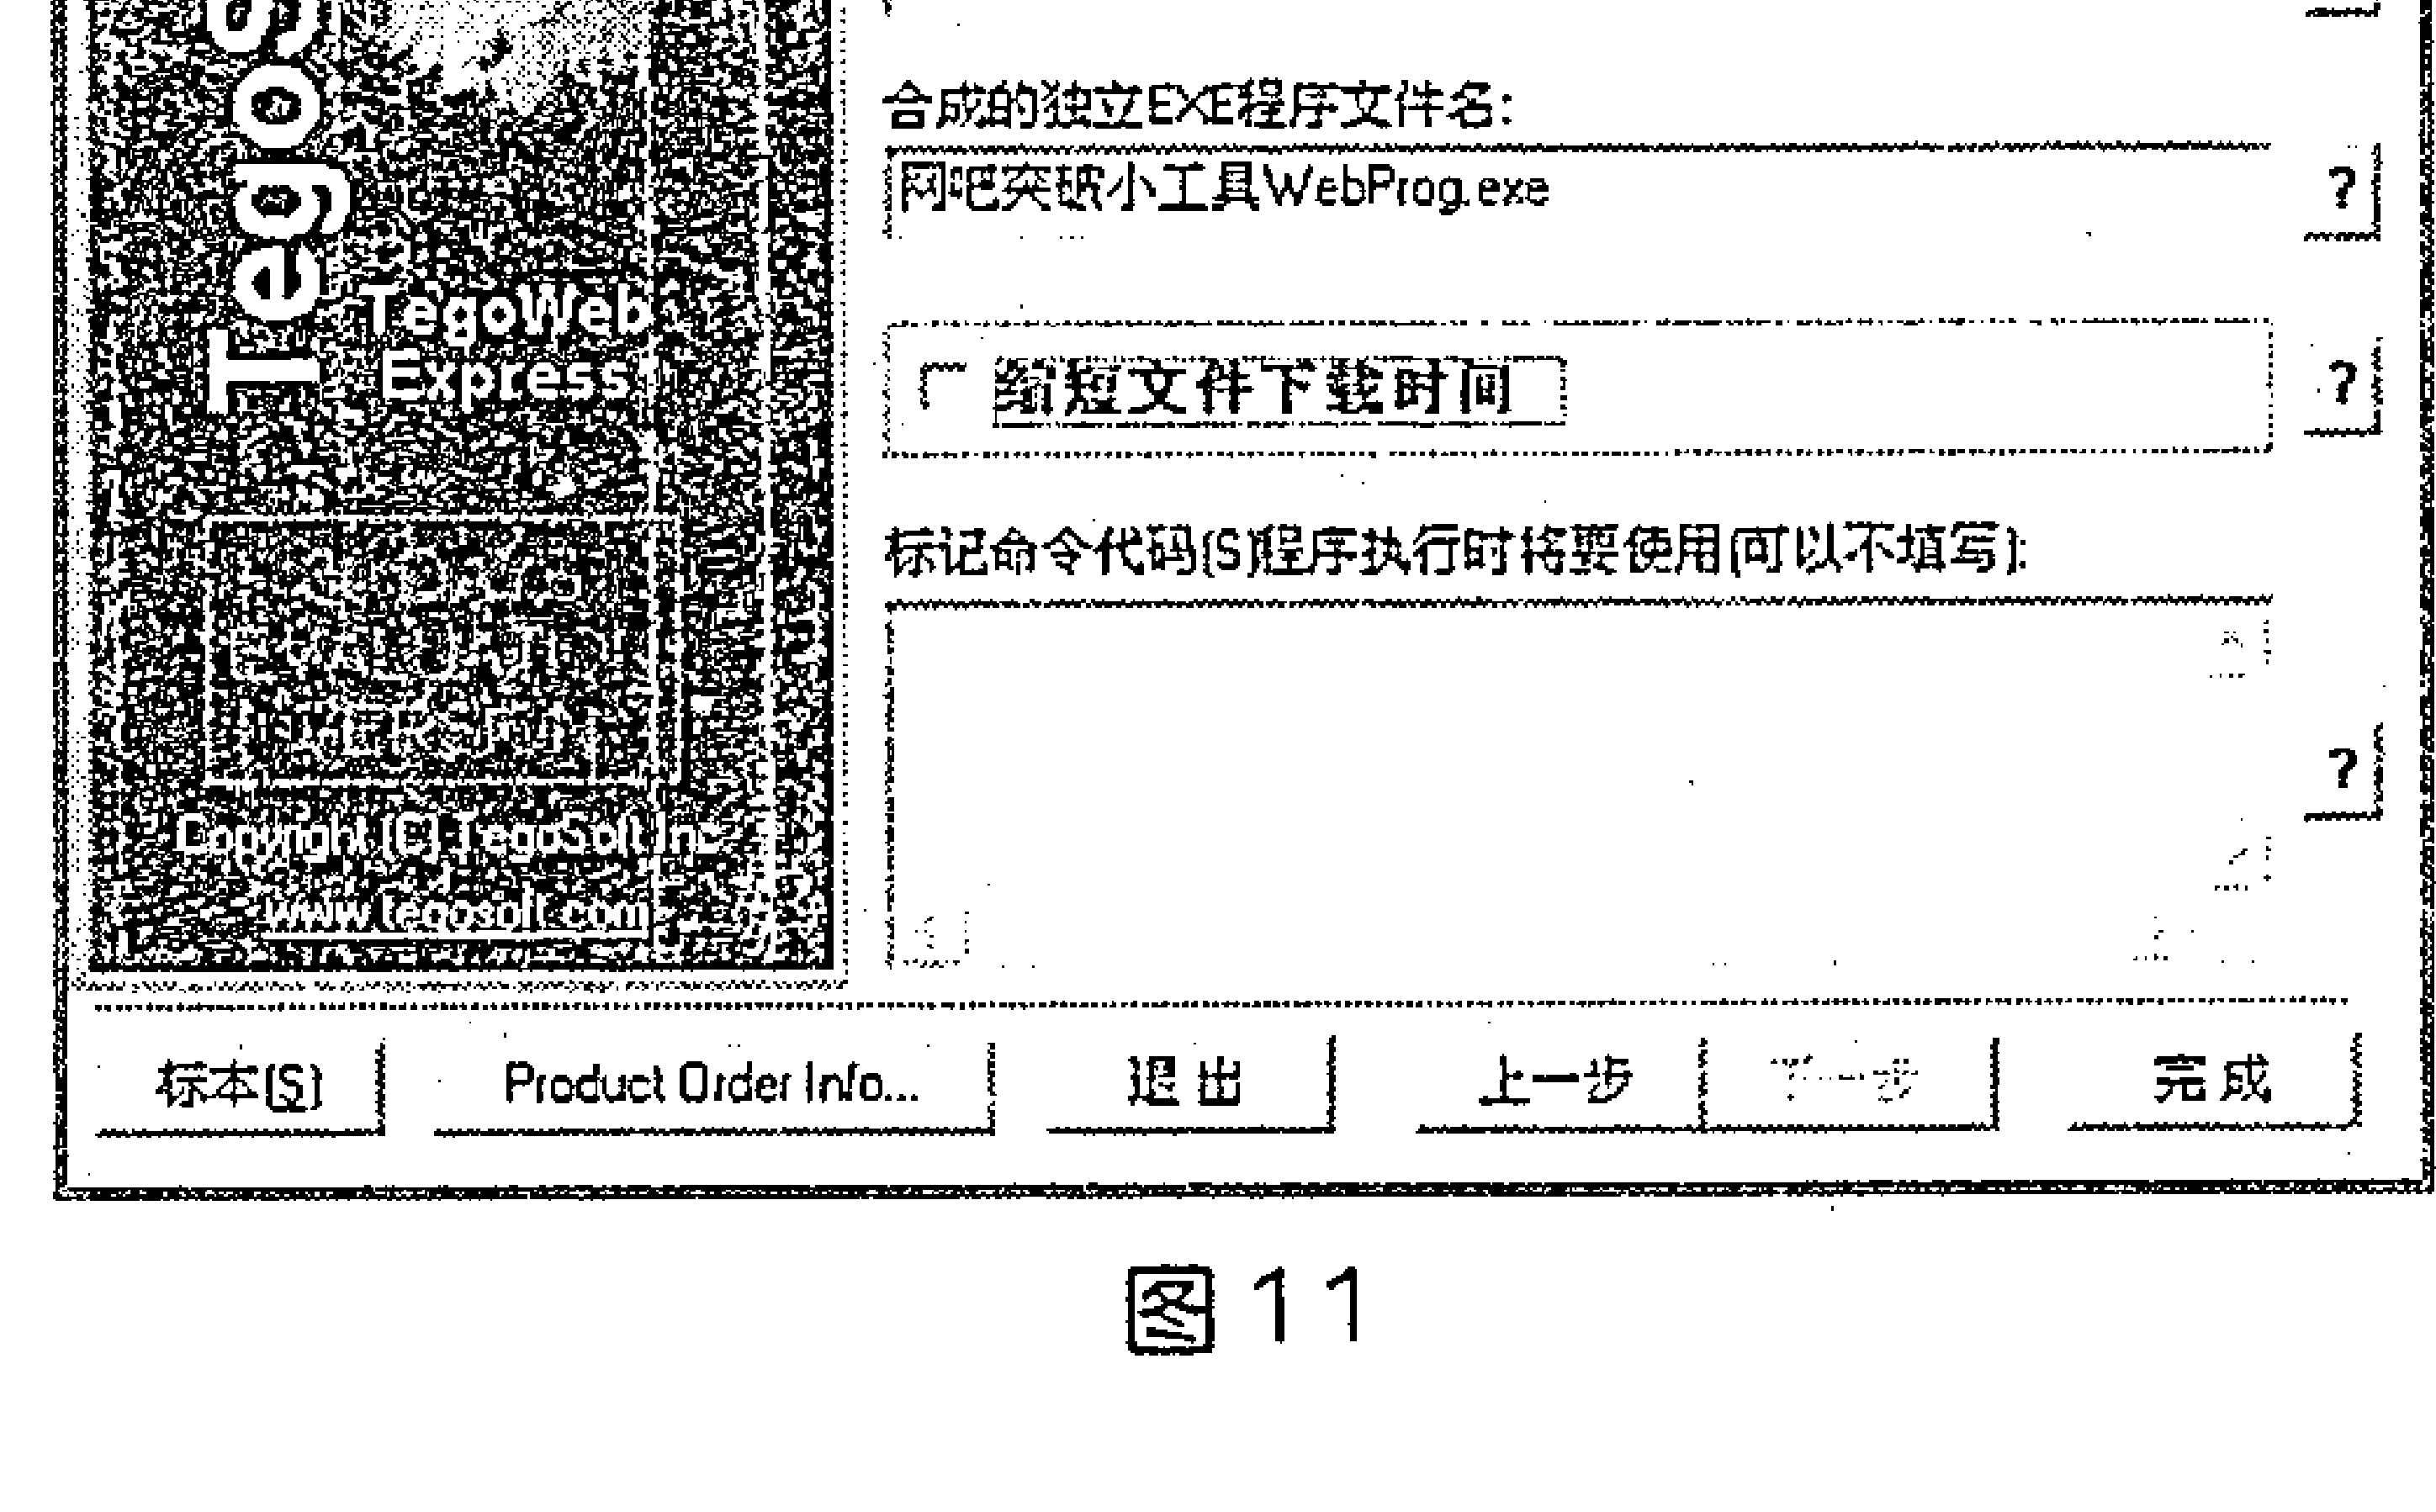 TegoS
TegoWeb
Express
Copyright (C) TegoSoft Inc
www.tegosoft.com
合成的独立EXE程序文件名:
网吧突破小工具WebProg.exe
?
缩短文件下载时间
?
标记命令代码(S)程序执行时将要使用(可以不填写):
?
标本(S)
Product Order Info...
退出
上一步
下一步
完成
图11